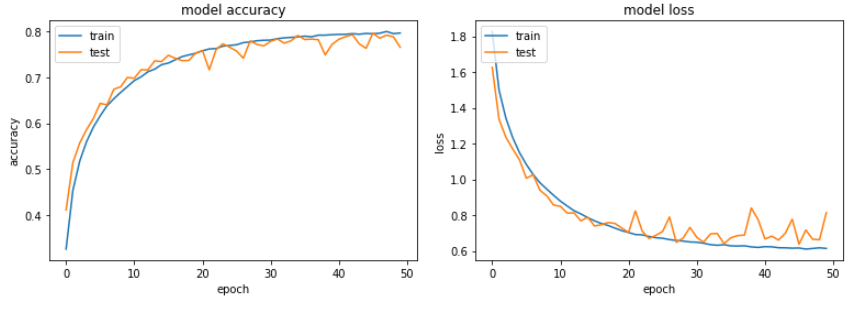 model accuracy
train
test
0.8
0.7
0.6
0.5
0.4
accuracy
0 10 20 30 40 50
epoch
model loss
train
test
1.8
1.6
1.4
1.2
1.0
0.8
0.6
loss
0 10 20 30 40 50
epoch